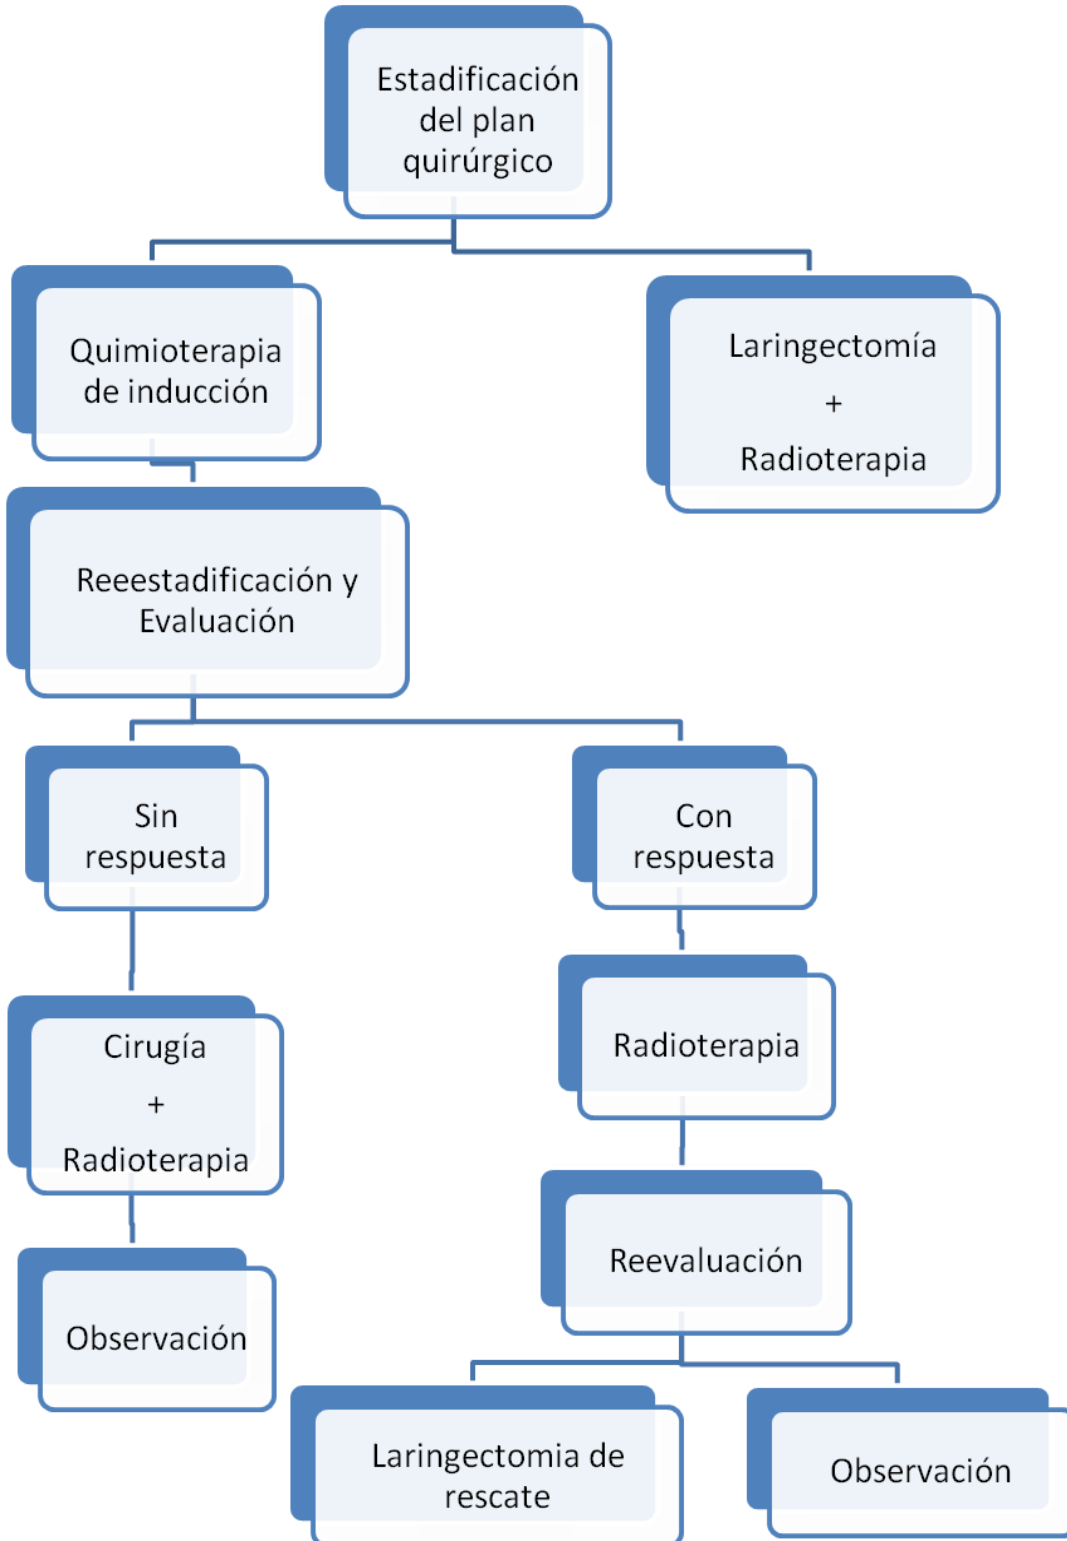 Estadificación
del plan
quirúrgico
Quimioterapia
de inducción
Laringectomía
+
Radioterapia
Reeestadificación y
Evaluación
Sin
respuesta
Con
respuesta
Cirugía
+
Radioterapia
Radioterapia
Reevaluación
Observación
Laringectomia de
rescate
Observación